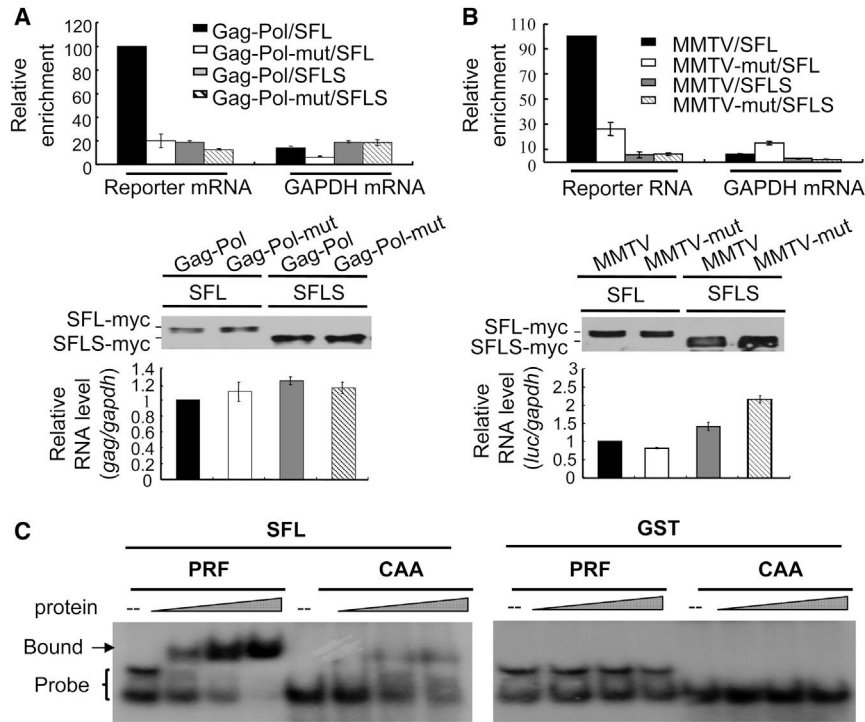 A
Relative enrichment
120
100
80
60
40
20
0
Gag-Pol/SFL
Gag-Pol-mut/SFL
Gag-Pol/SFLS
Gag-Pol-mut/SFLS
Reporter mRNA
GAPDH mRNA
Gag-Pol
Gag-Pol-mut
Gag-Pol
Gag-Pol-mut
SFL
SFLS
SFL-myc
SFLS-myc
Relative RNA level (gag/gapdh)
1.4
1.2
1
0.8
0.6
0.4
0.2
0
B
Relative enrichment
110
90
70
50
30
10
0
MMTV/SFL
MMTV-mut/SFL
MMTV/SFLS
MMTV-mut/SFLS
Reporter RNA
GAPDH mRNA
MMTV
MMTV-mut
MMTV
MMTV-mut
SFL
SFLS
SFL-myc
SFLS-myc
Relative RNA level (luc/gapdh)
3
2.5
2
1.5
1
0.5
0
C
SFL
GST
PRF
CAA
PRF
CAA
protein
--
--
--
--
Bound
Probe